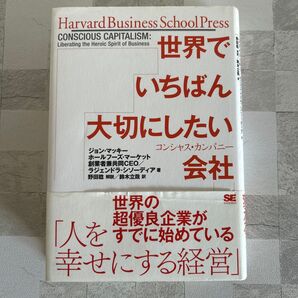 Harvard Business School Press
CONSCIOUS CAPITALISM:
Liberating the Heroic Spirit of Business
世界で
いちばん
大切にしたい
コンシャス・カンパニー
会社
ジョン・マッキー
ホールフーズ・マーケット
創業者兼共同CEO/
ラジェンドラ・シソーディア 著
野田稔 解説/鈴木立哉 訳
SE
SHOEISHA
世界の
超優良企業が
すでに始めている
「人を
幸せにする経営」